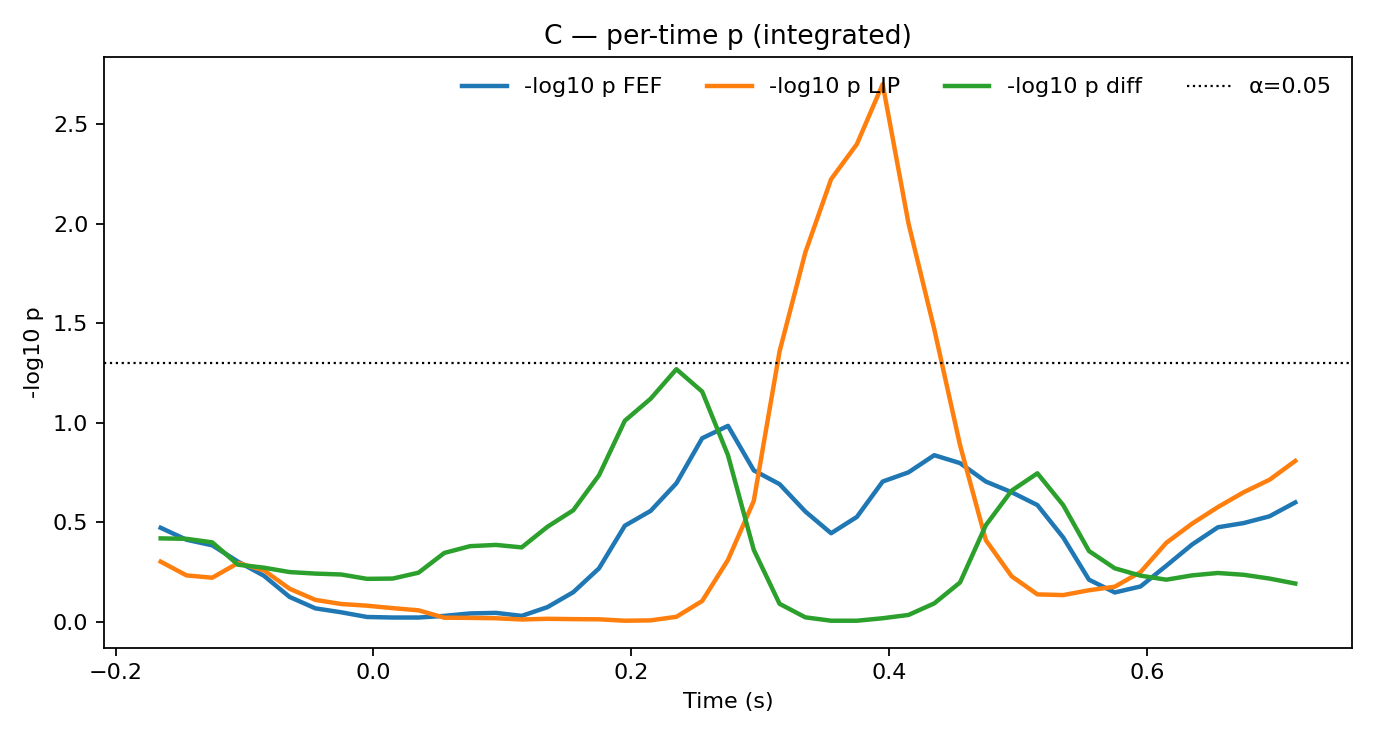 C — per-time p (integrated)
-log10 p FEF -log10 p LIP -log10 p diff α=0.05
-log10 p
2.5
2.0
1.5
1.0
0.5
0.0
−0.2 0.0 0.2 0.4 0.6
Time (s)